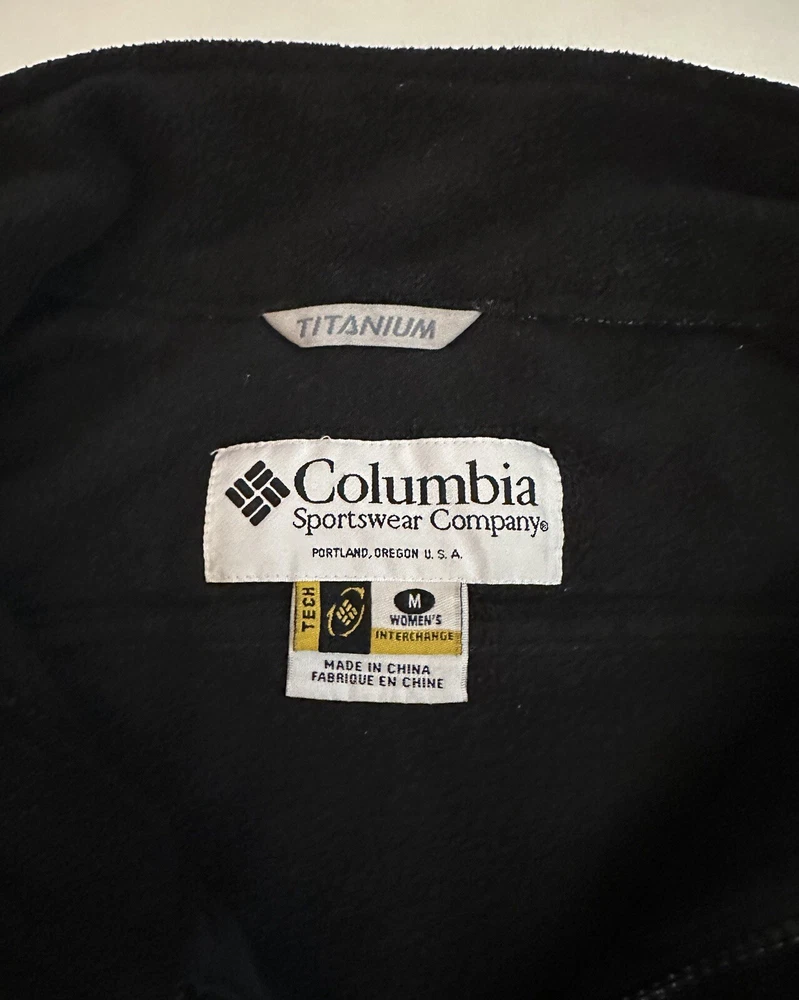 TITANIUM
Columbia
Sportswear Company®
PORTLAND, OREGON U. S. A.
TECH
M
WOMEN'S
INTERCHANGE
MADE IN CHINA
FABRIQUE EN CHINE